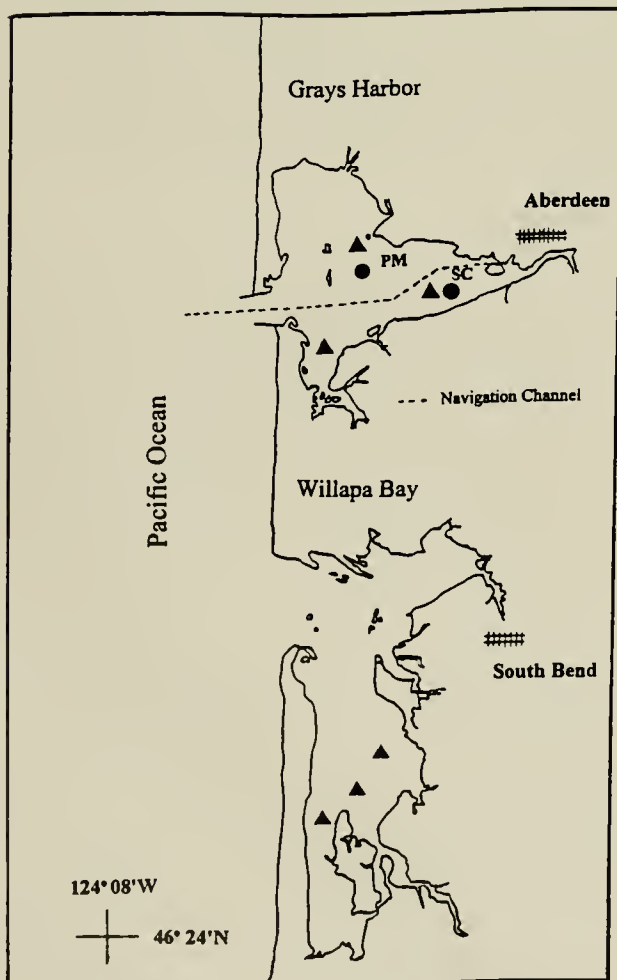 Grays Harbor
Aberdeen
PM
SC
Navigation Channel
Pacific Ocean
Willapa Bay
South Bend
124° 08'W
46° 24'N